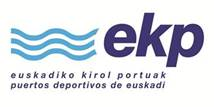 ekp
euskadiko kirol portuak
puertos deportivos de euskadi